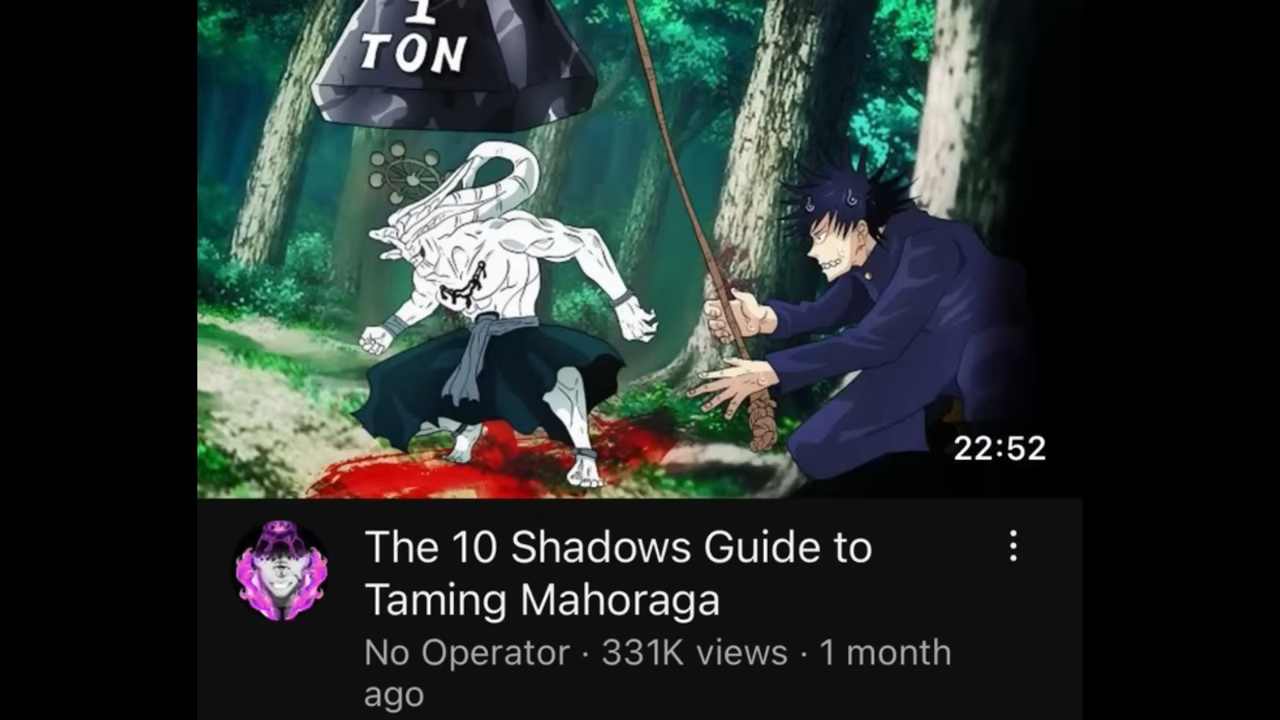 1
TON
22:52
The 10 Shadows Guide to
Taming Mahoraga
No Operator · 331K views · 1 month
ago